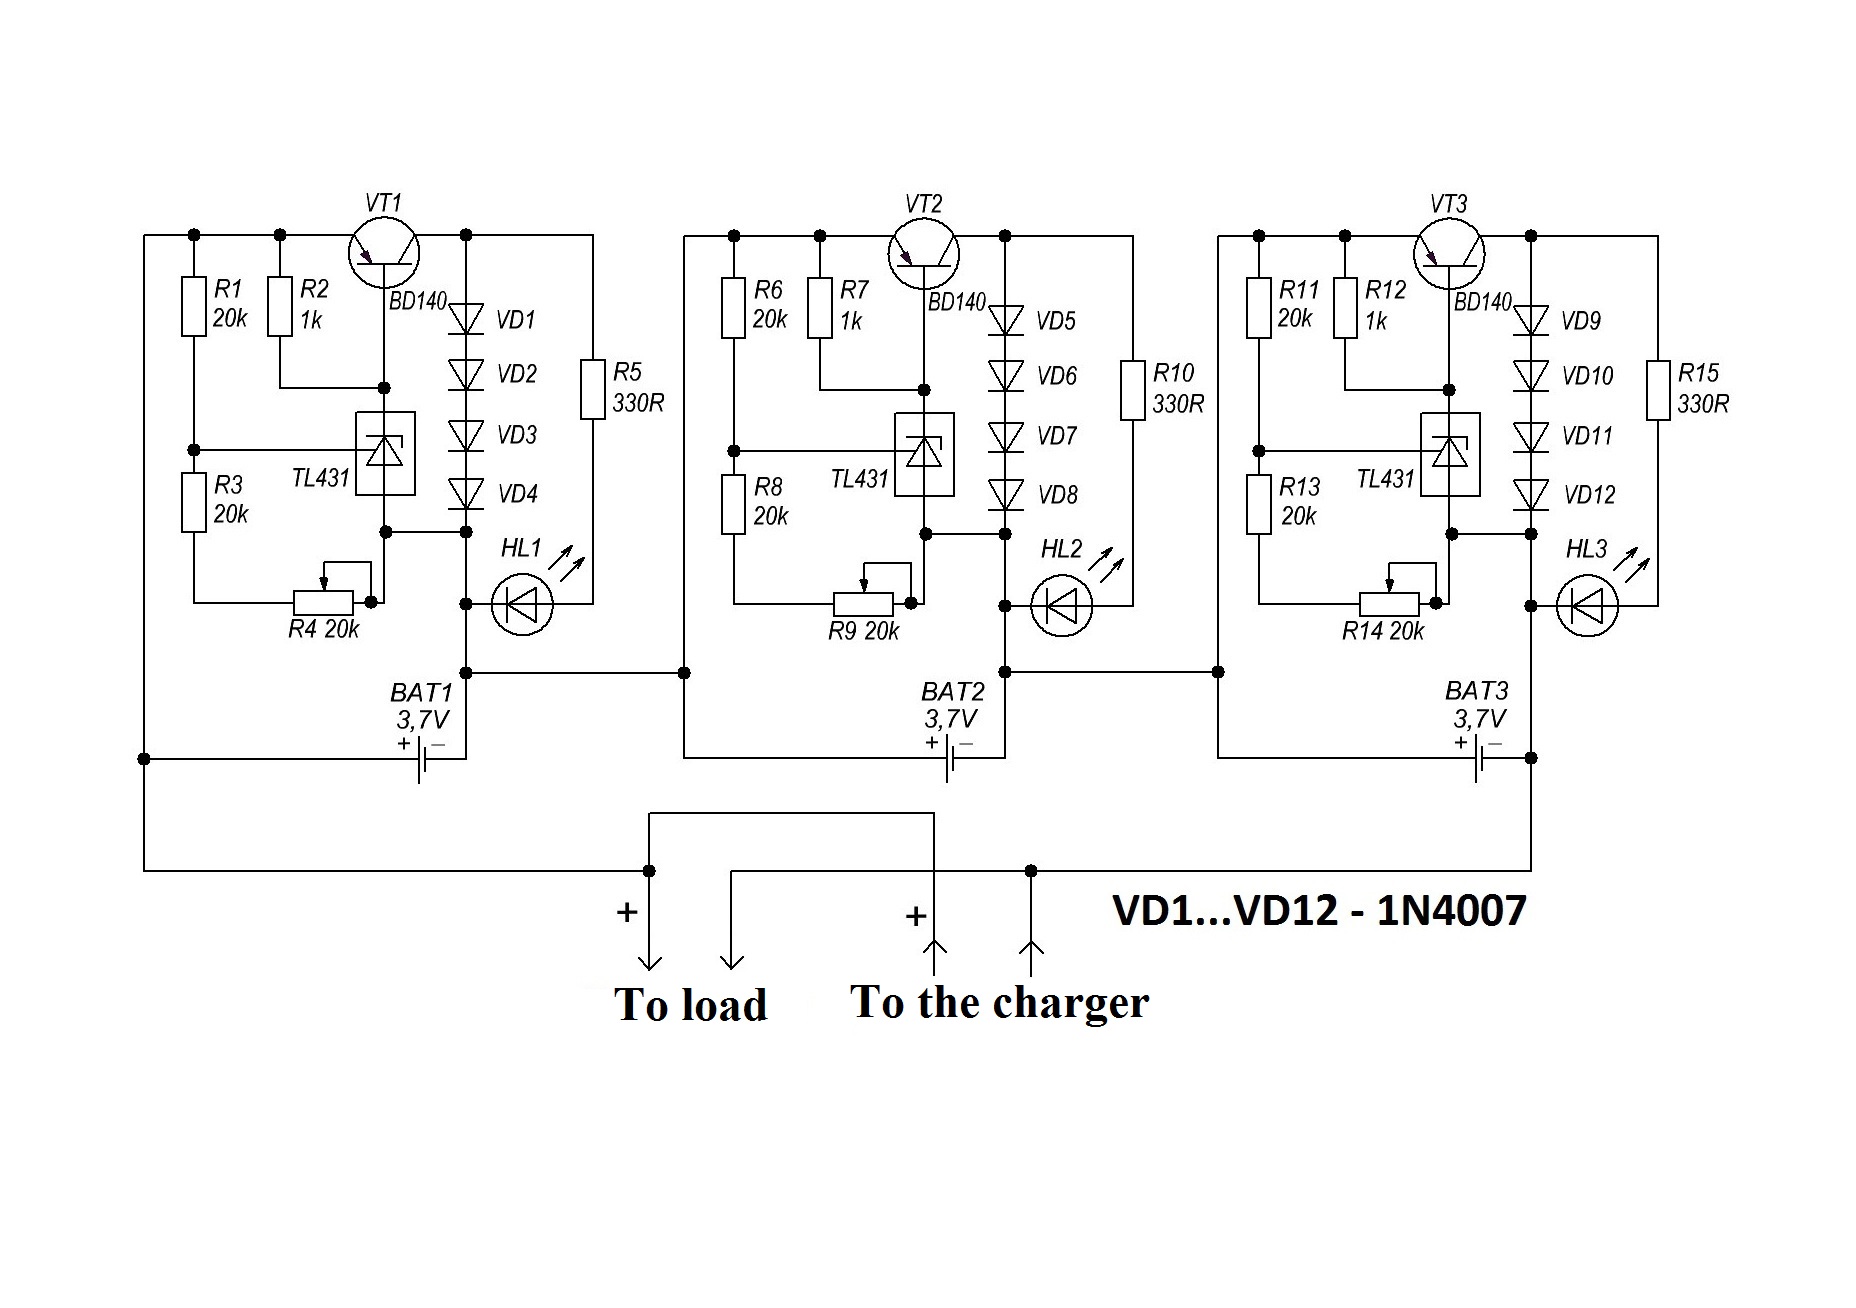 VT1
R1
20k
R2
1k
BD140
VD1
VD2
VD3
VD4
R5
330R
TL431
R3
20k
R4 20k
HL1
BAT1
3,7V
+ –
VT2
R6
20k
R7
1k
BD140
VD5
VD6
VD7
VD8
R10
330R
TL431
R8
20k
R9 20k
HL2
BAT2
3,7V
+ –
VT3
R11
20k
R12
1k
BD140
VD9
VD10
VD11
VD12
R15
330R
TL431
R13
20k
R14 20k
HL3
BAT3
3,7V
+ –
+
To load
+
To the charger
VD1...VD12 - 1N4007